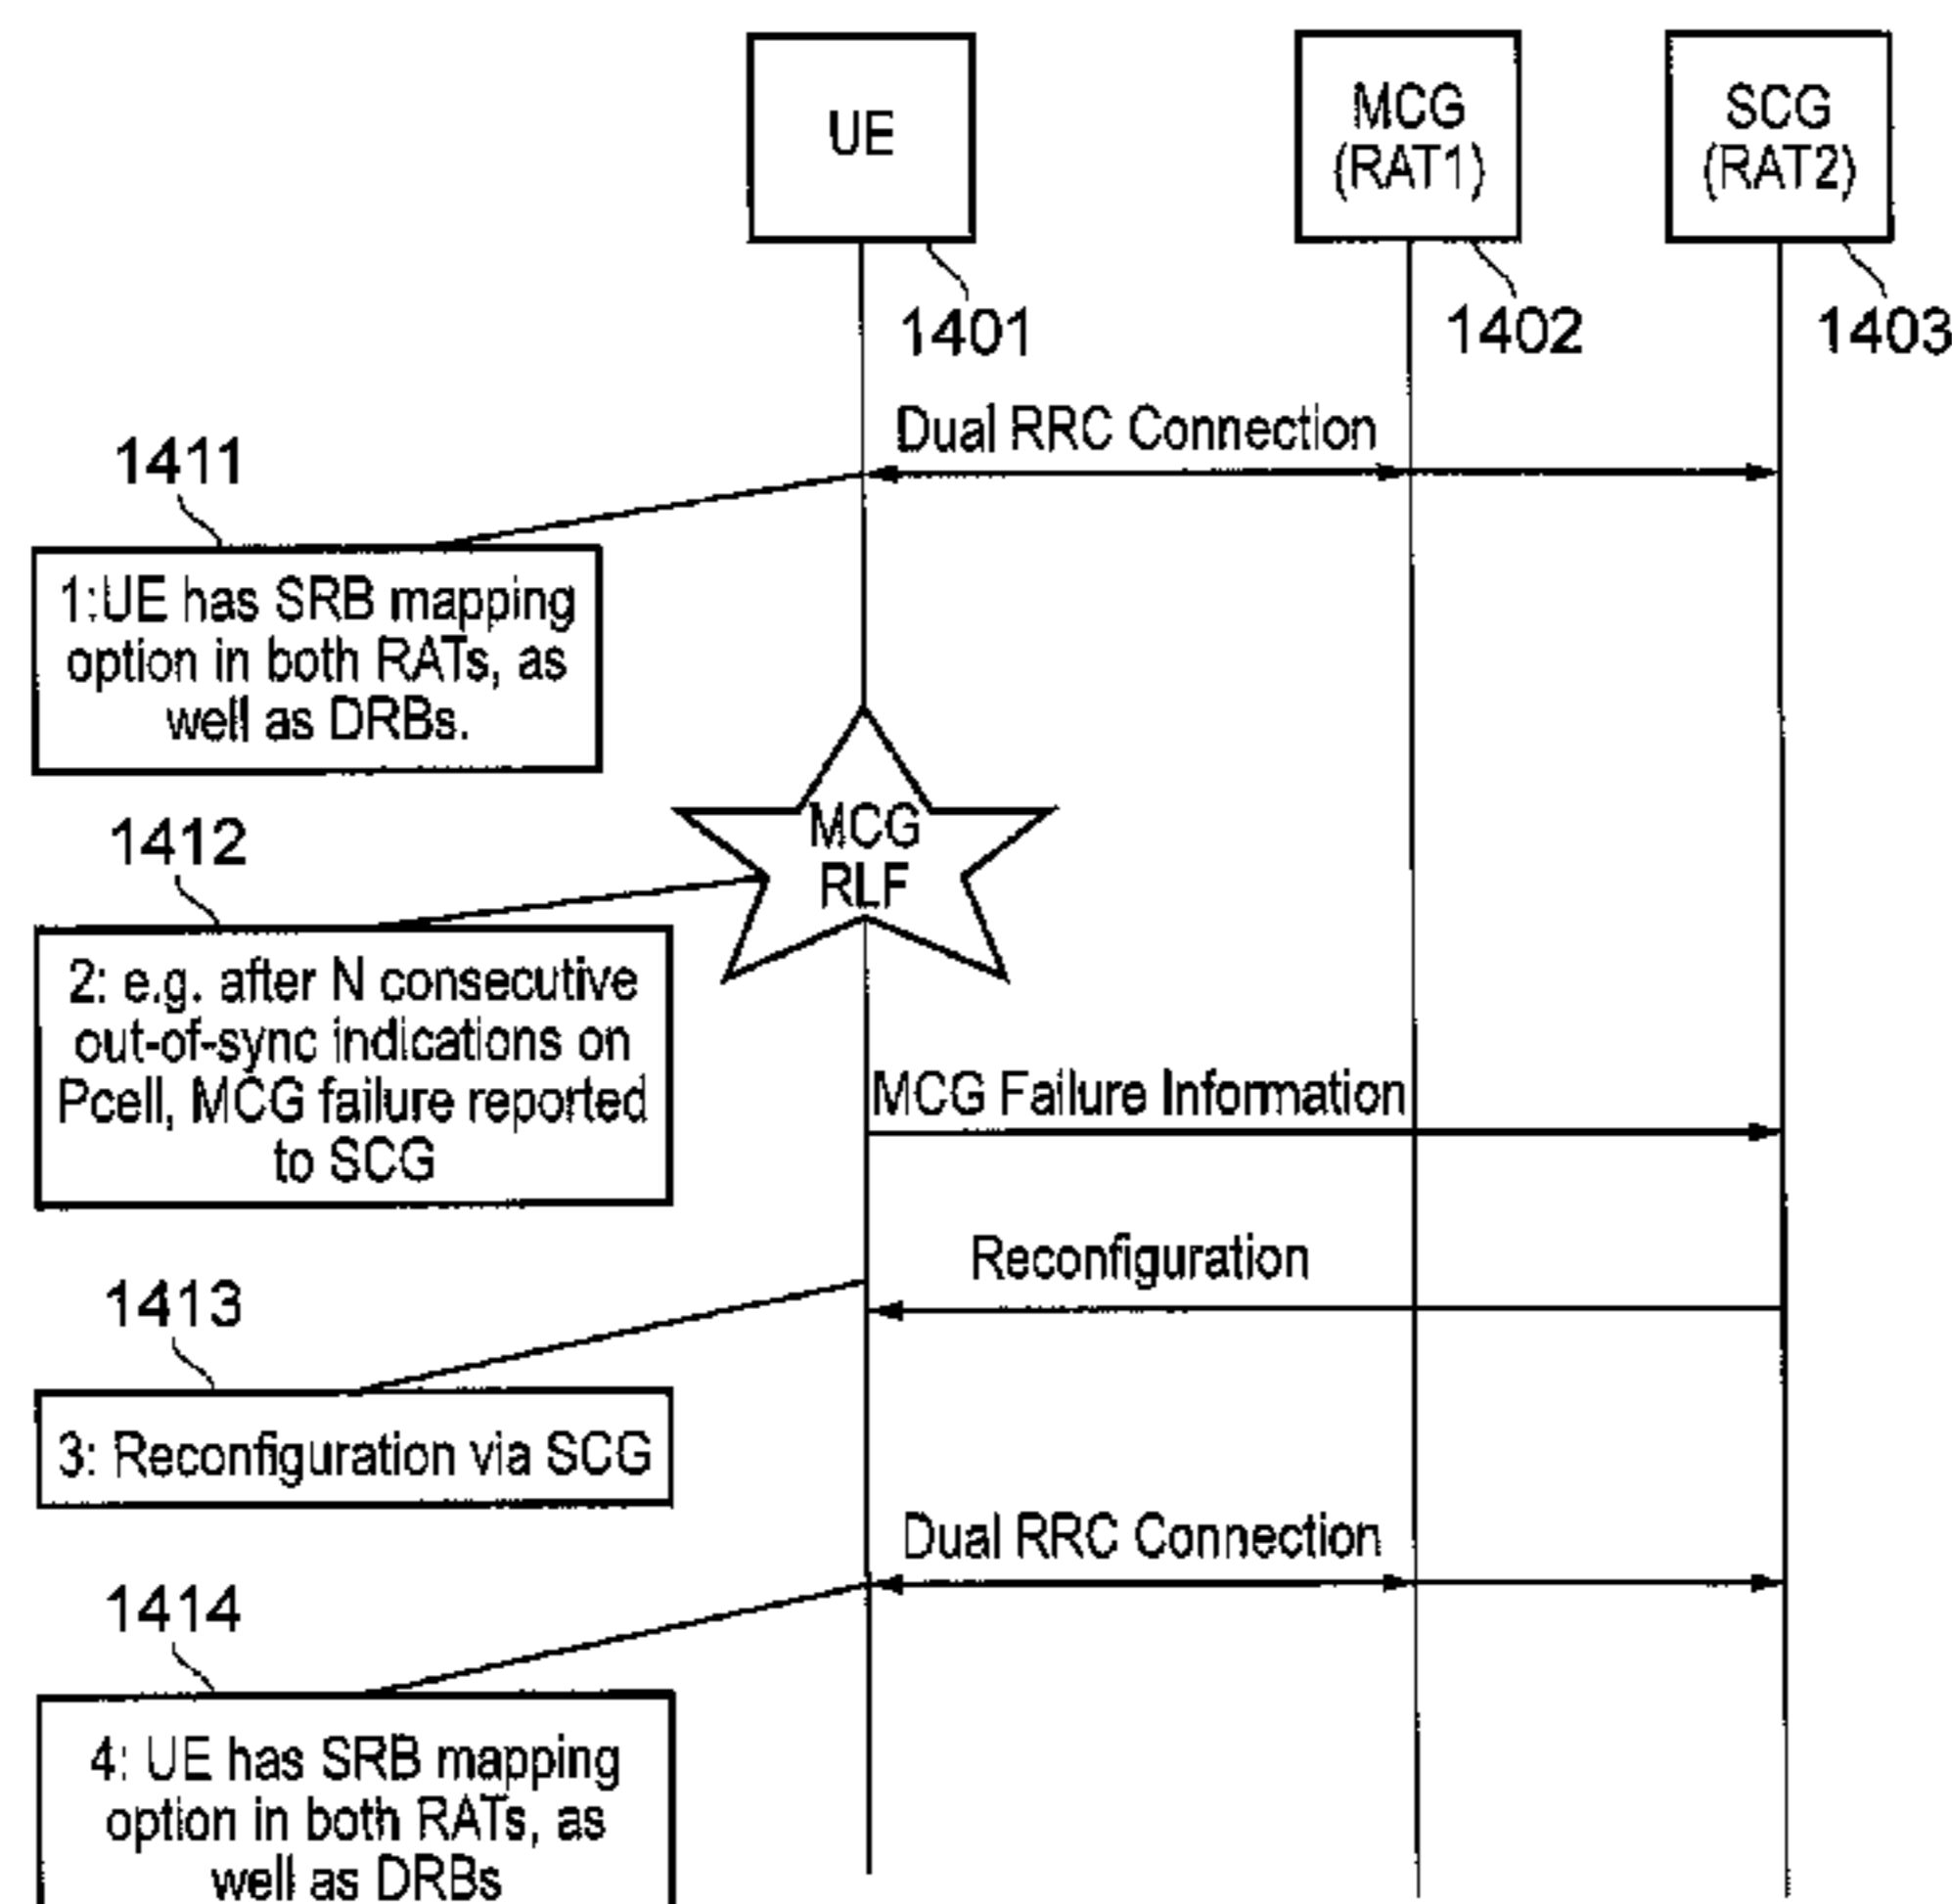 UE
MCG
(RAT1)
SCG
(RAT2)
1401
1402
1403
Dual RRC Connection
1411
1:UE has SRB mapping
option in both RATs, as
well as DRBs.
MCG
RLF
1412
2: e.g. after N consecutive
out-of-sync indications on
Pcell, MCG failure reported
to SCG
MCG Failure Information
Reconfiguration
1413
3: Reconfiguration via SCG
Dual RRC Connection
1414
4: UE has SRB mapping
option in both RATs, as
well as DRBs